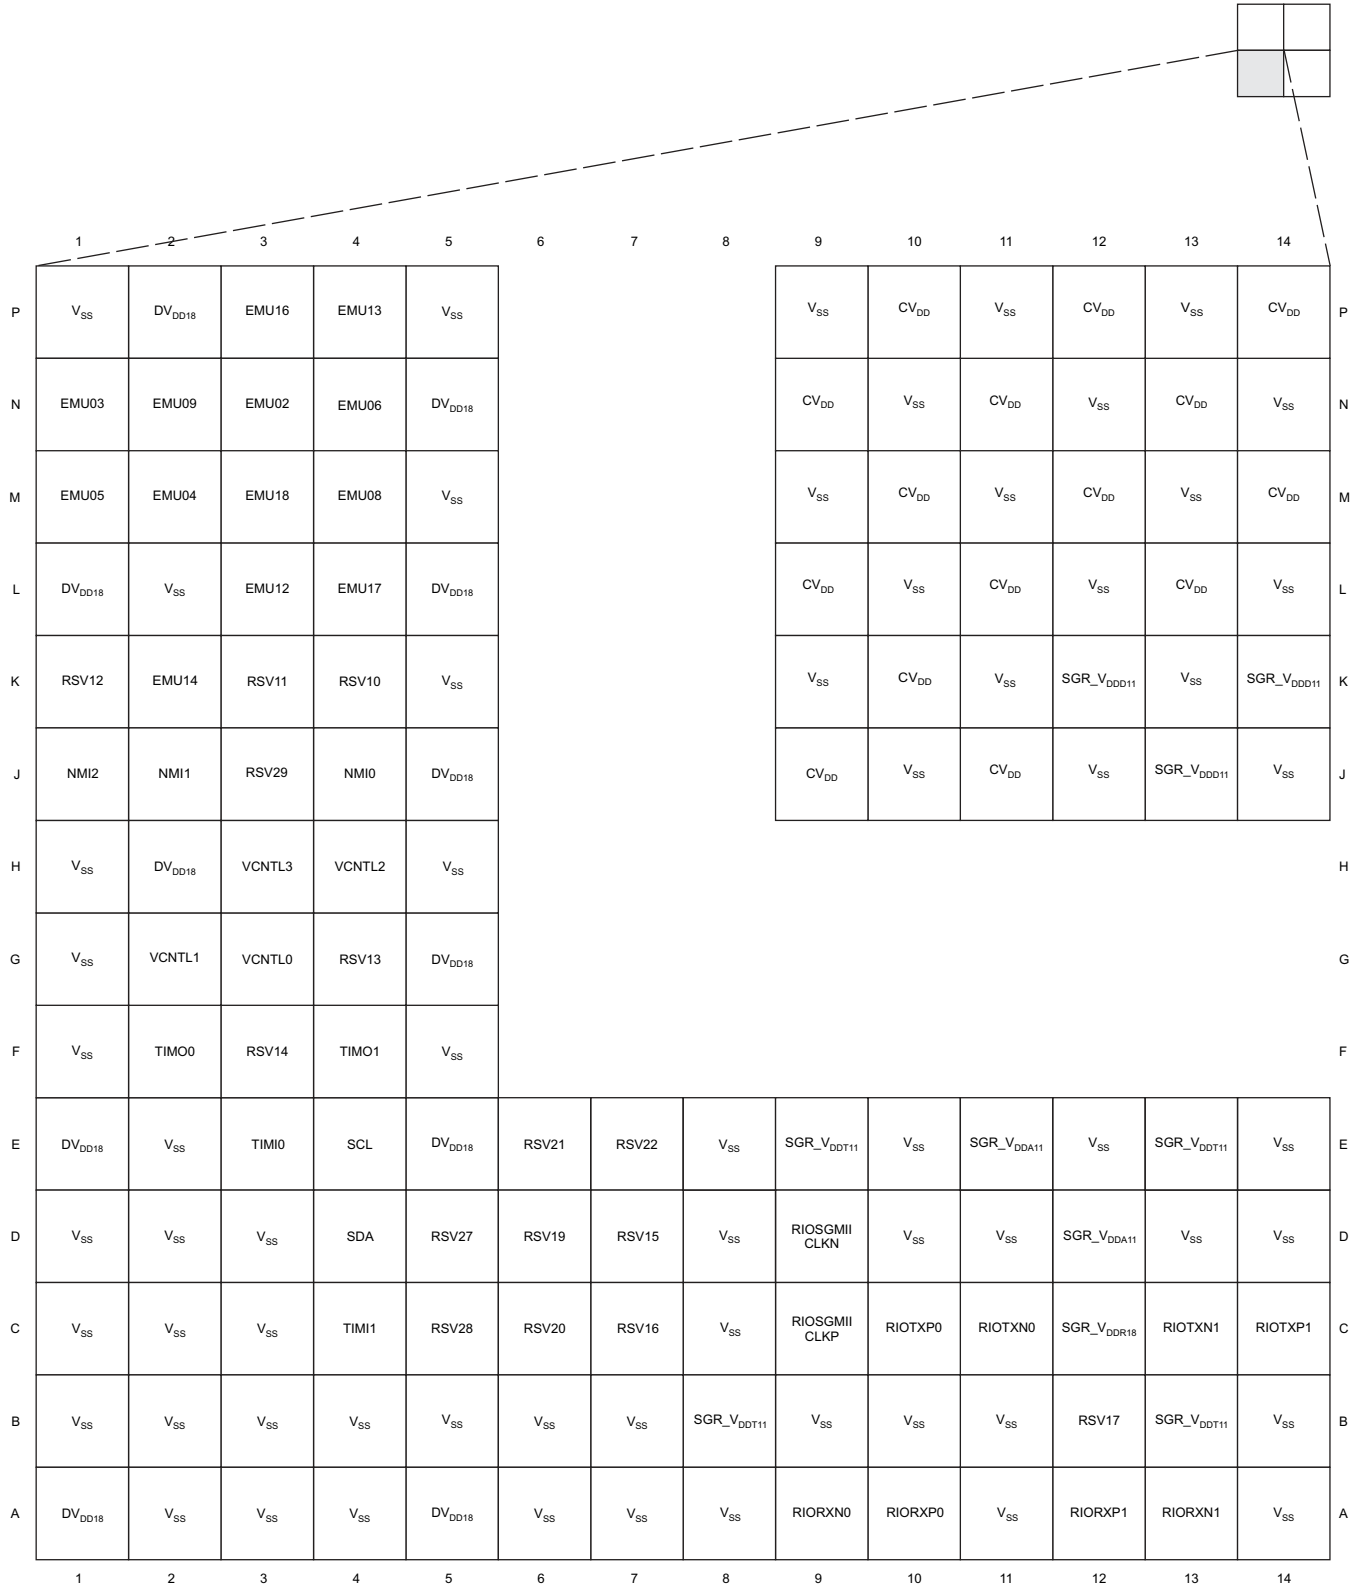 1 2 3 4 5 6 7 8 9 10 11 12 13 14
P VSS DVDD18 EMU16 EMU13 VSS VSS CVDD VSS CVDD VSS CVDD P
N EMU03 EMU09 EMU02 EMU06 DVDD18 CVDD VSS CVDD VSS CVDD VSS N
M EMU05 EMU04 EMU18 EMU08 VSS VSS CVDD VSS CVDD VSS CVDD M
L DVDD18 VSS EMU12 EMU17 DVDD18 CVDD VSS CVDD VSS CVDD VSS L
K RSV12 EMU14 RSV11 RSV10 VSS VSS CVDD VSS SGR_VDDD11 VSS SGR_VDDD11 K
J NMI2 NMI1 RSV29 NMI0 DVDD18 CVDD VSS CVDD VSS SGR_VDDD11 VSS J
H VSS DVDD18 VCNTL3 VCNTL2 VSS H
G VSS VCNTL1 VCNTL0 RSV13 DVDD18 G
F VSS TIMO0 RSV14 TIMO1 VSS F
E DVDD18 VSS TIMI0 SCL DVDD18 RSV21 RSV22 VSS SGR_VDDT11 VSS SGR_VDDA11 VSS SGR_VDDT11 VSS E
D VSS VSS VSS SDA RSV27 RSV19 RSV15 VSS RIOSGMII CLKN VSS VSS SGR_VDDA11 VSS VSS D
C VSS VSS VSS TIMI1 RSV28 RSV20 RSV16 VSS RIOSGMII CLKP RIOTXP0 RIOTXN0 SGR_VDDR18 RIOTXN1 RIOTXP1 C
B VSS VSS VSS VSS VSS VSS VSS SGR_VDDT11 VSS VSS VSS RSV17 SGR_VDDT11 VSS B
A DVDD18 VSS VSS VSS DVDD18 VSS VSS VSS RIORXN0 RIORXP0 VSS RIORXP1 RIORXN1 VSS A
1 2 3 4 5 6 7 8 9 10 11 12 13 14